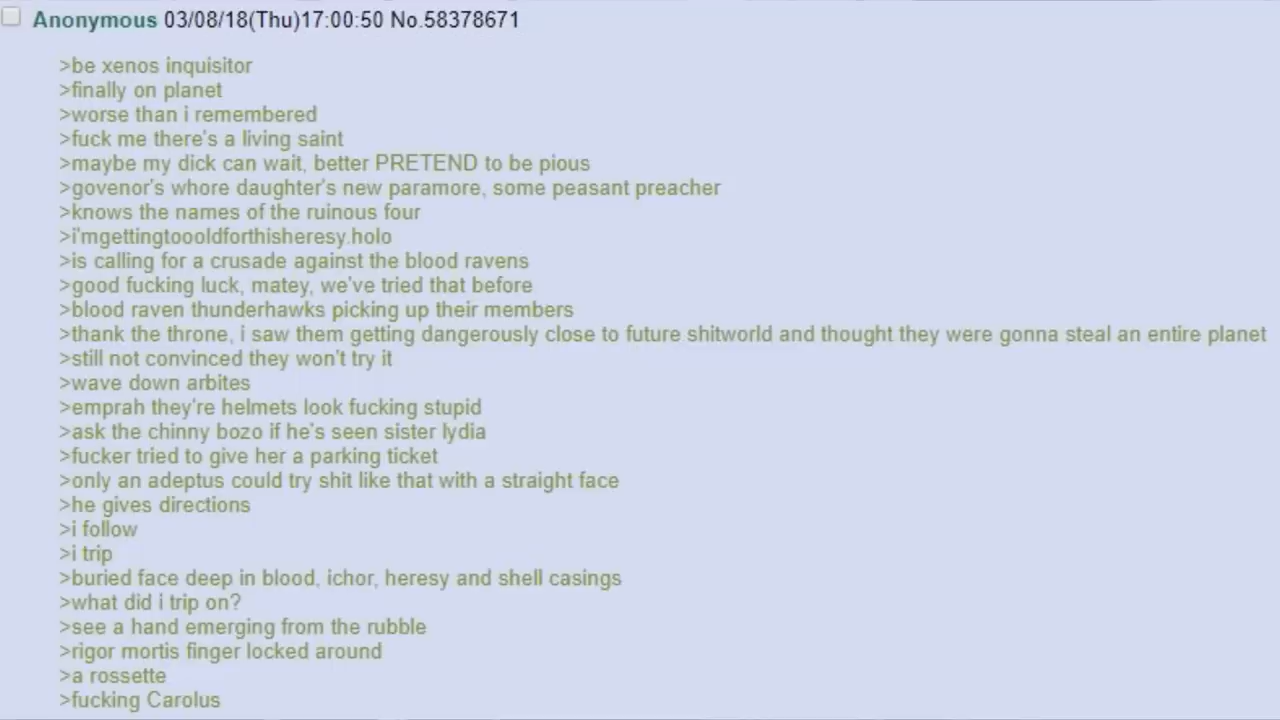 Anonymous 03/08/18(Thu)17:00:50 No.58378671
>be xenos inquisitor
>finally on planet
>worse than i remembered
>fuck me there's a living saint
>maybe my dick can wait, better PRETEND to be pious
>govenor's whore daughter's new paramore, some peasant preacher
>knows the names of the ruinous four
>i'mgettingtoooldforthisheresy.holo
>is calling for a crusade against the blood ravens
>good fucking luck, matey, we've tried that before
>blood raven thunderhawks picking up their members
>thank the throne, i saw them getting dangerously close to future shitworld and thought they were gonna steal an entire planet
>still not convinced they won't try it
>wave down arbites
>emprah they're helmets look fucking stupid
>ask the chinny bozo if he's seen sister lydia
>fucker tried to give her a parking ticket
>only an adeptus could try shit like that with a straight face
>he gives directions
>i follow
>i trip
>buried face deep in blood, ichor, heresy and shell casings
>what did i trip on?
>see a hand emerging from the rubble
>rigor mortis finger locked around
>a rossette
>fucking Carolus